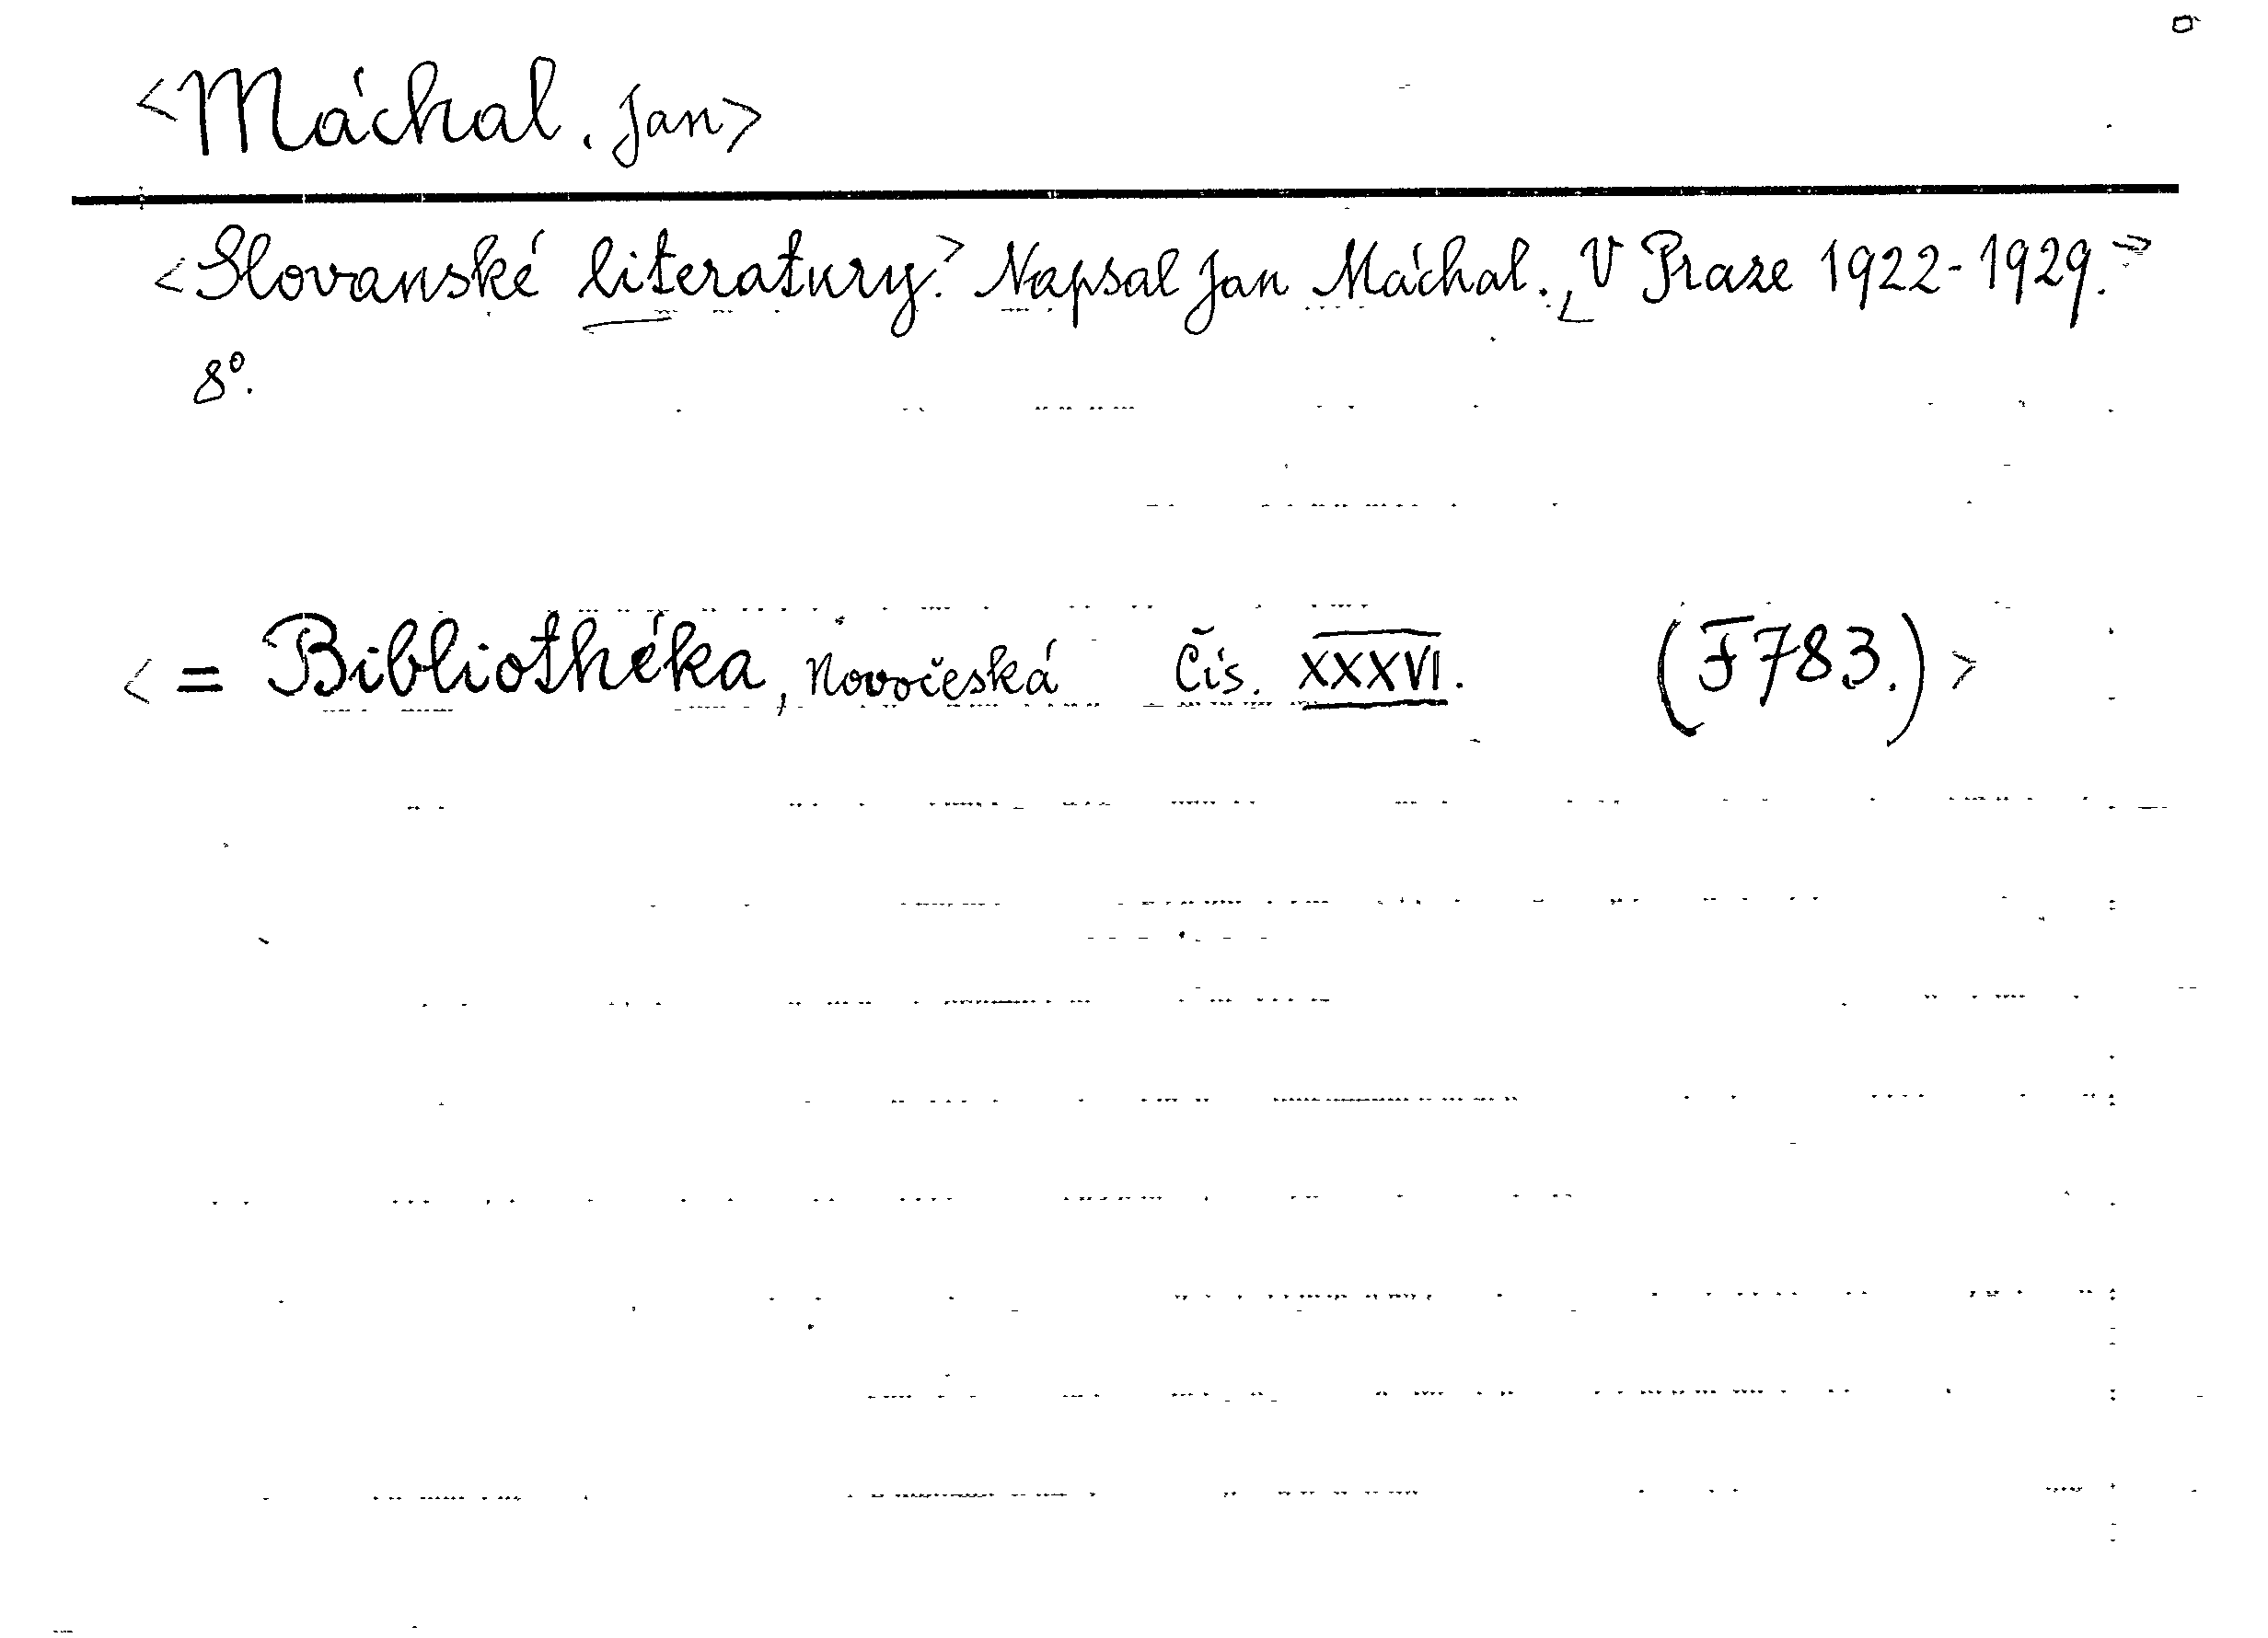 <Máchal, Jan>
<Slovanské literatury.> Napsal Jan Máchal. <V Praze 1922-1929.>
8°.
<= Bibliothéka, Novočeská Čís. XXXVI. (F783.)>